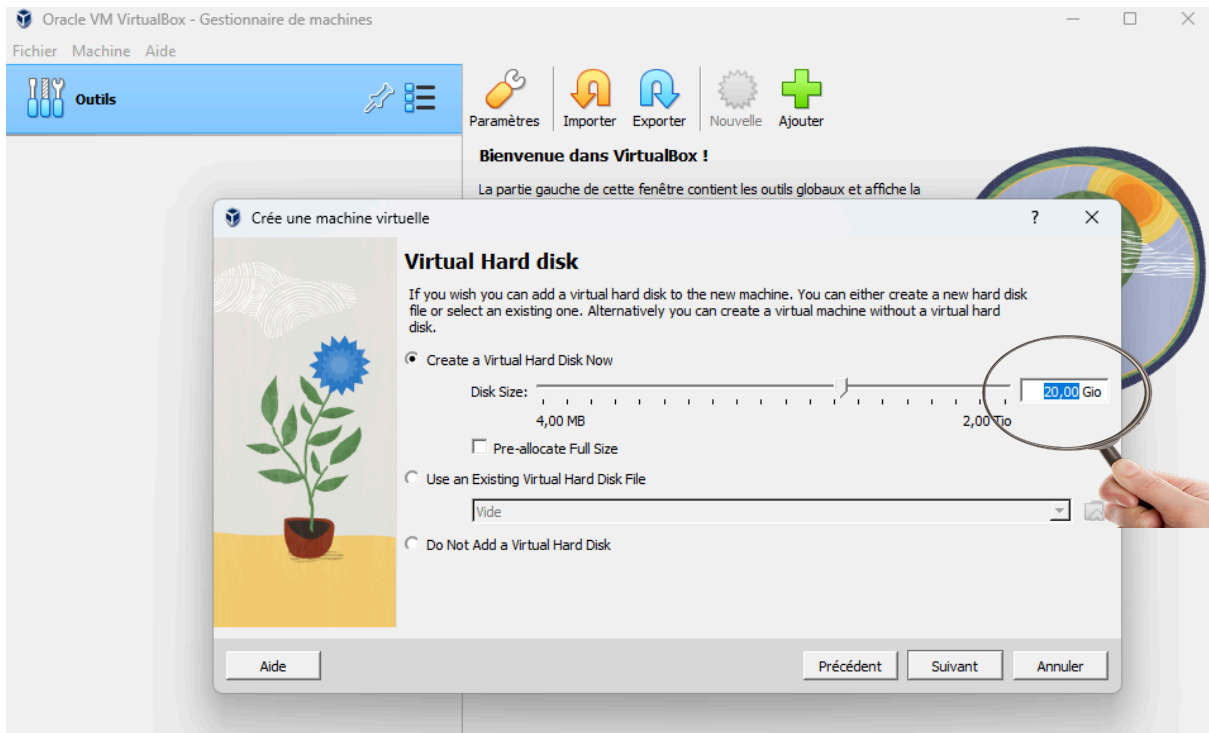 Oracle VM VirtualBox - Gestionnaire de machines
Fichier Machine Aide
Outils
Paramètres Importer Exporter Nouvelle Ajouter
Bienvenue dans VirtualBox !
La partie gauche de cette fenêtre contient les outils globaux et affiche la
Crée une machine virtuelle ?
Virtual Hard disk
If you wish you can add a virtual hard disk to the new machine. You can either create a new hard disk
file or select an existing one. Alternatively you can create a virtual machine without a virtual hard
disk.
Create a Virtual Hard Disk Now
Disk Size: 20,00 Gio
4,00 MB 2,00 Tio
Pre-allocate Full Size
Use an Existing Virtual Hard Disk File
Vide
Do Not Add a Virtual Hard Disk
Aide Précédent Suivant Annuler